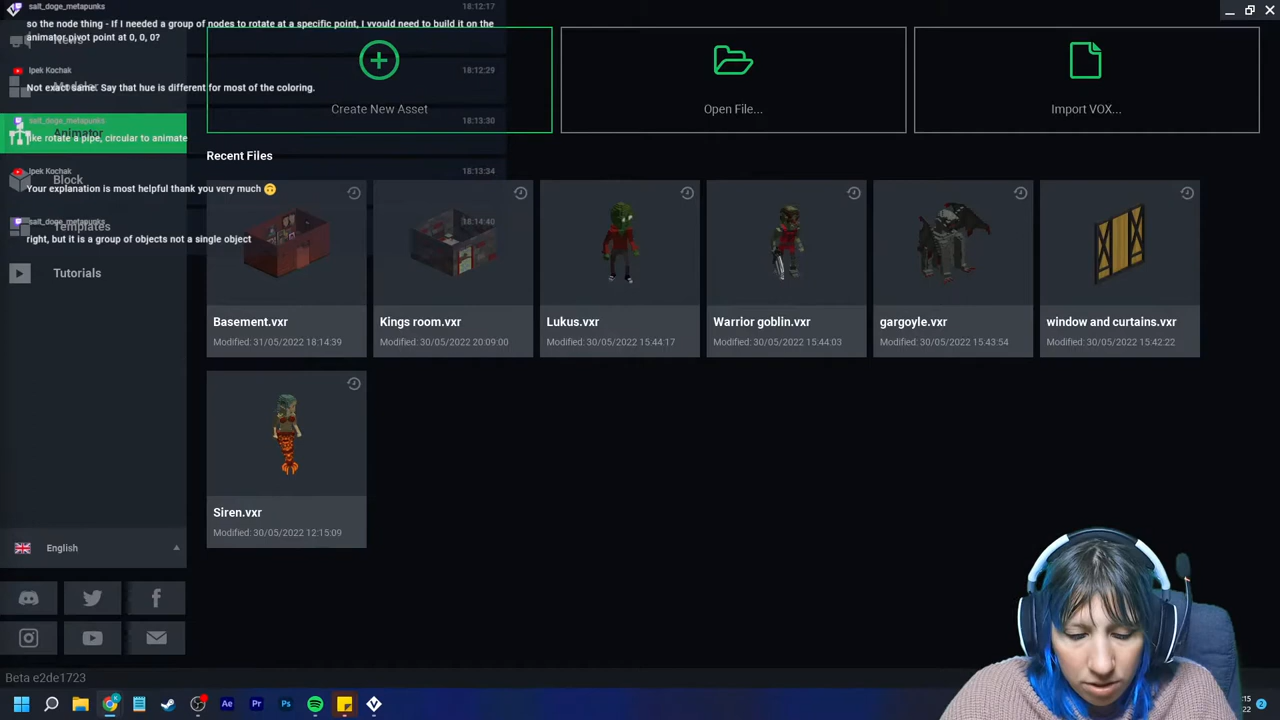 salt_doge_metapunks 18:12:17
so the node thing - If I needed a group of nodes to rotate at a specific point, I vvould need to build it on the
animator pivot point at 0, 0, 0?
Ipek Kochak 18:12:29
Not exact same. Say that hue is different for most of the coloring.
salt_doge_metapunks 18:13:30
like rotate a pipe, circular to animate
Ipek Kochak 18:13:34
Your explanation is most helpful thank you very much 🙃
salt_doge_metapunks 18:14:40
right, but it is a group of objects not a single object
Animator
Block
Templates
Tutorials
Create New Asset
Open File...
Import VOX...
Recent Files
Basement.vxr
Modified: 31/05/2022 18:14:39
Kings room.vxr
Modified: 30/05/2022 20:09:00
Lukus.vxr
Modified: 30/05/2022 15:44:17
Warrior goblin.vxr
Modified: 30/05/2022 15:44:03
gargoyle.vxr
Modified: 30/05/2022 15:43:54
window and curtains.vxr
Modified: 30/05/2022 15:42:22
Siren.vxr
Modified: 30/05/2022 12:15:09
English
Beta e2de1723
Ae
Pr
Ps
:15
22
2